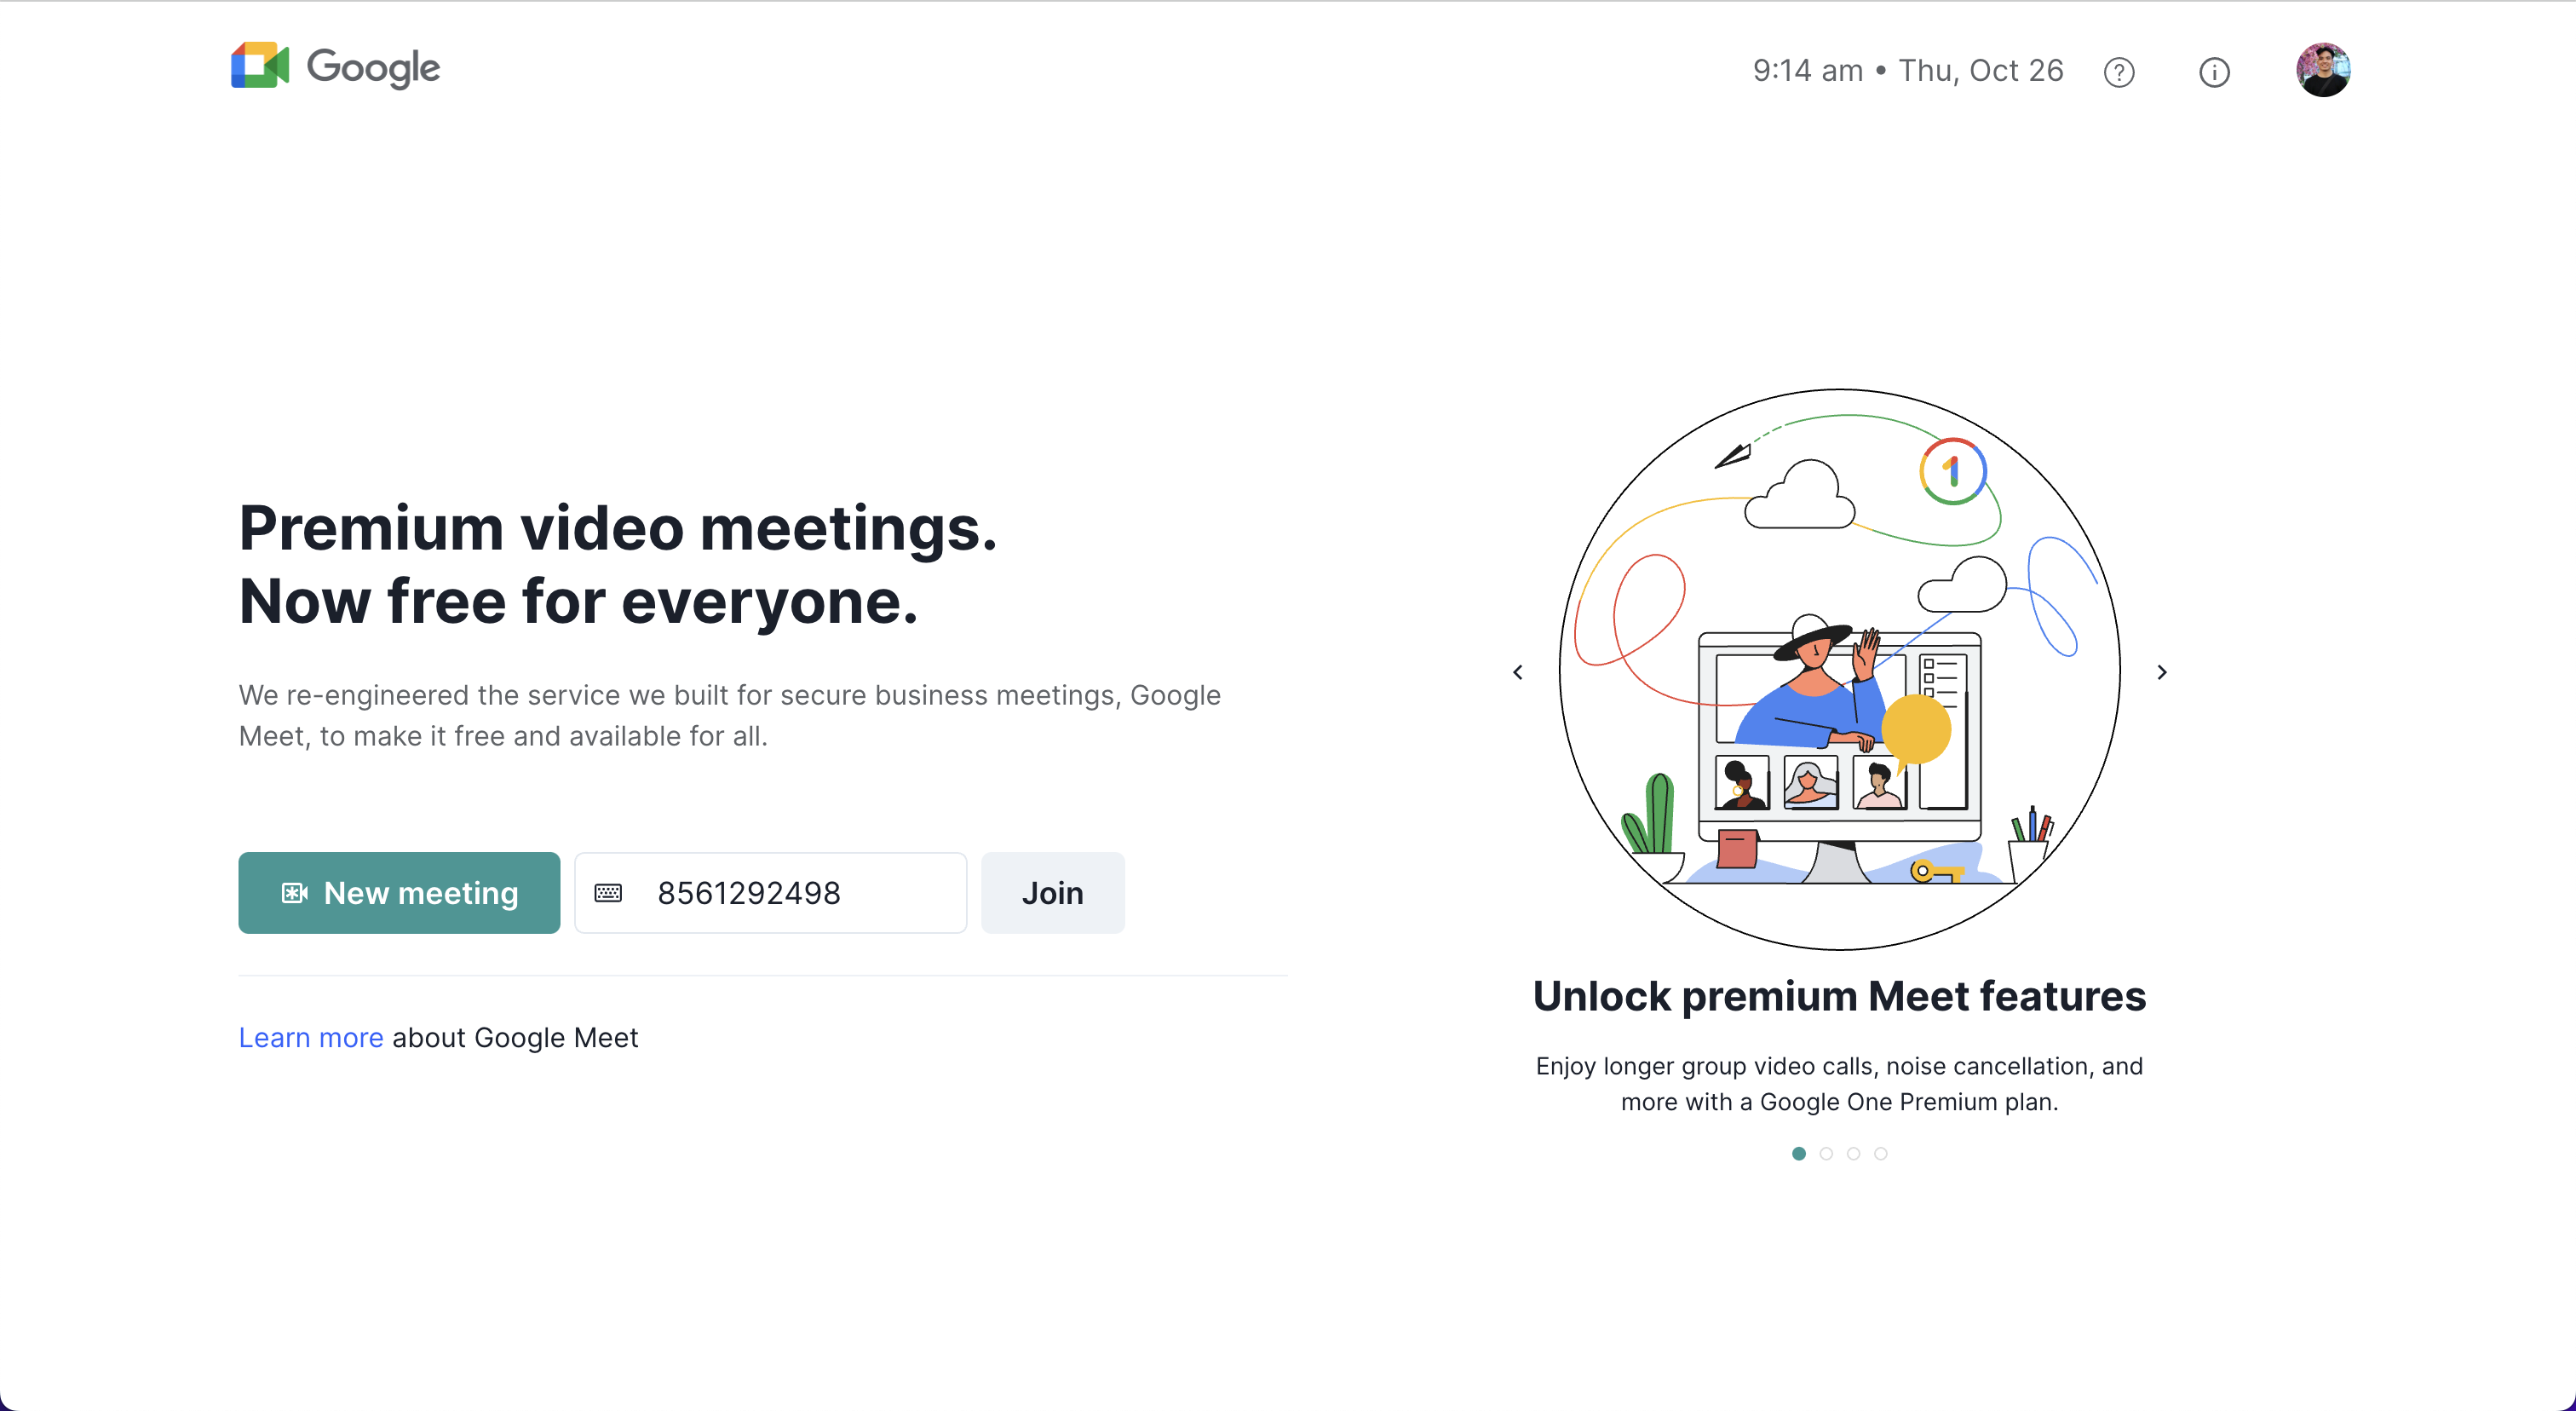 Google
9:14 am • Thu, Oct 26
Premium video meetings.
Now free for everyone.
We re-engineered the service we built for secure business meetings, Google
Meet, to make it free and available for all.
New meeting
8561292498
Join
Learn more about Google Meet
1
Unlock premium Meet features
Enjoy longer group video calls, noise cancellation, and
more with a Google One Premium plan.